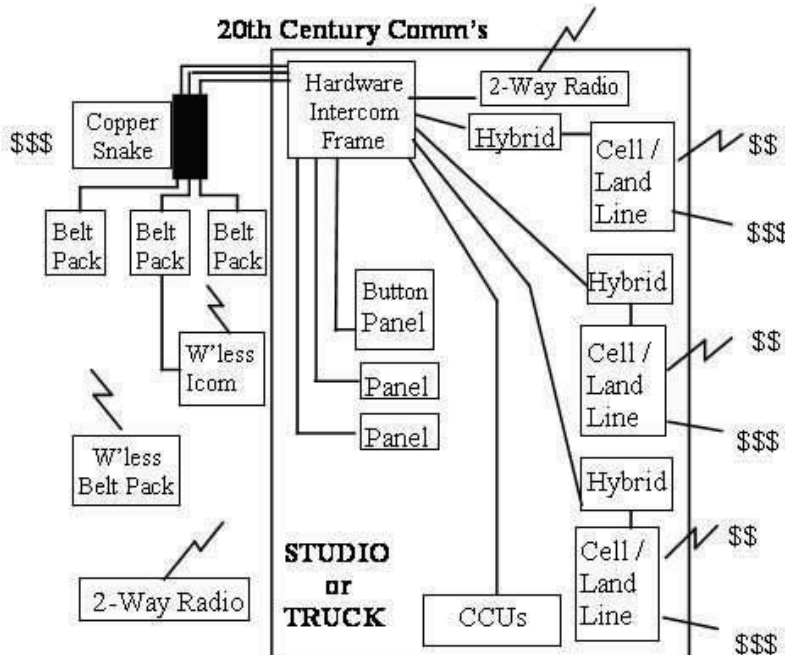 20th Century Comm's
Hardware
Intercom
Frame
2-Way Radio
Copper
Snake
$$$
Hybrid
Cell /
Land
Line
$$
$$$
Belt
Pack
Belt
Pack
Belt
Pack
Button
Panel
Hybrid
W'less
Icom
Cell /
Land
Line
$$
$$$
Panel
Panel
W'less
Belt Pack
Hybrid
STUDIO
or
TRUCK
Cell /
Land
Line
$$
$$$
2-Way Radio
CCUs